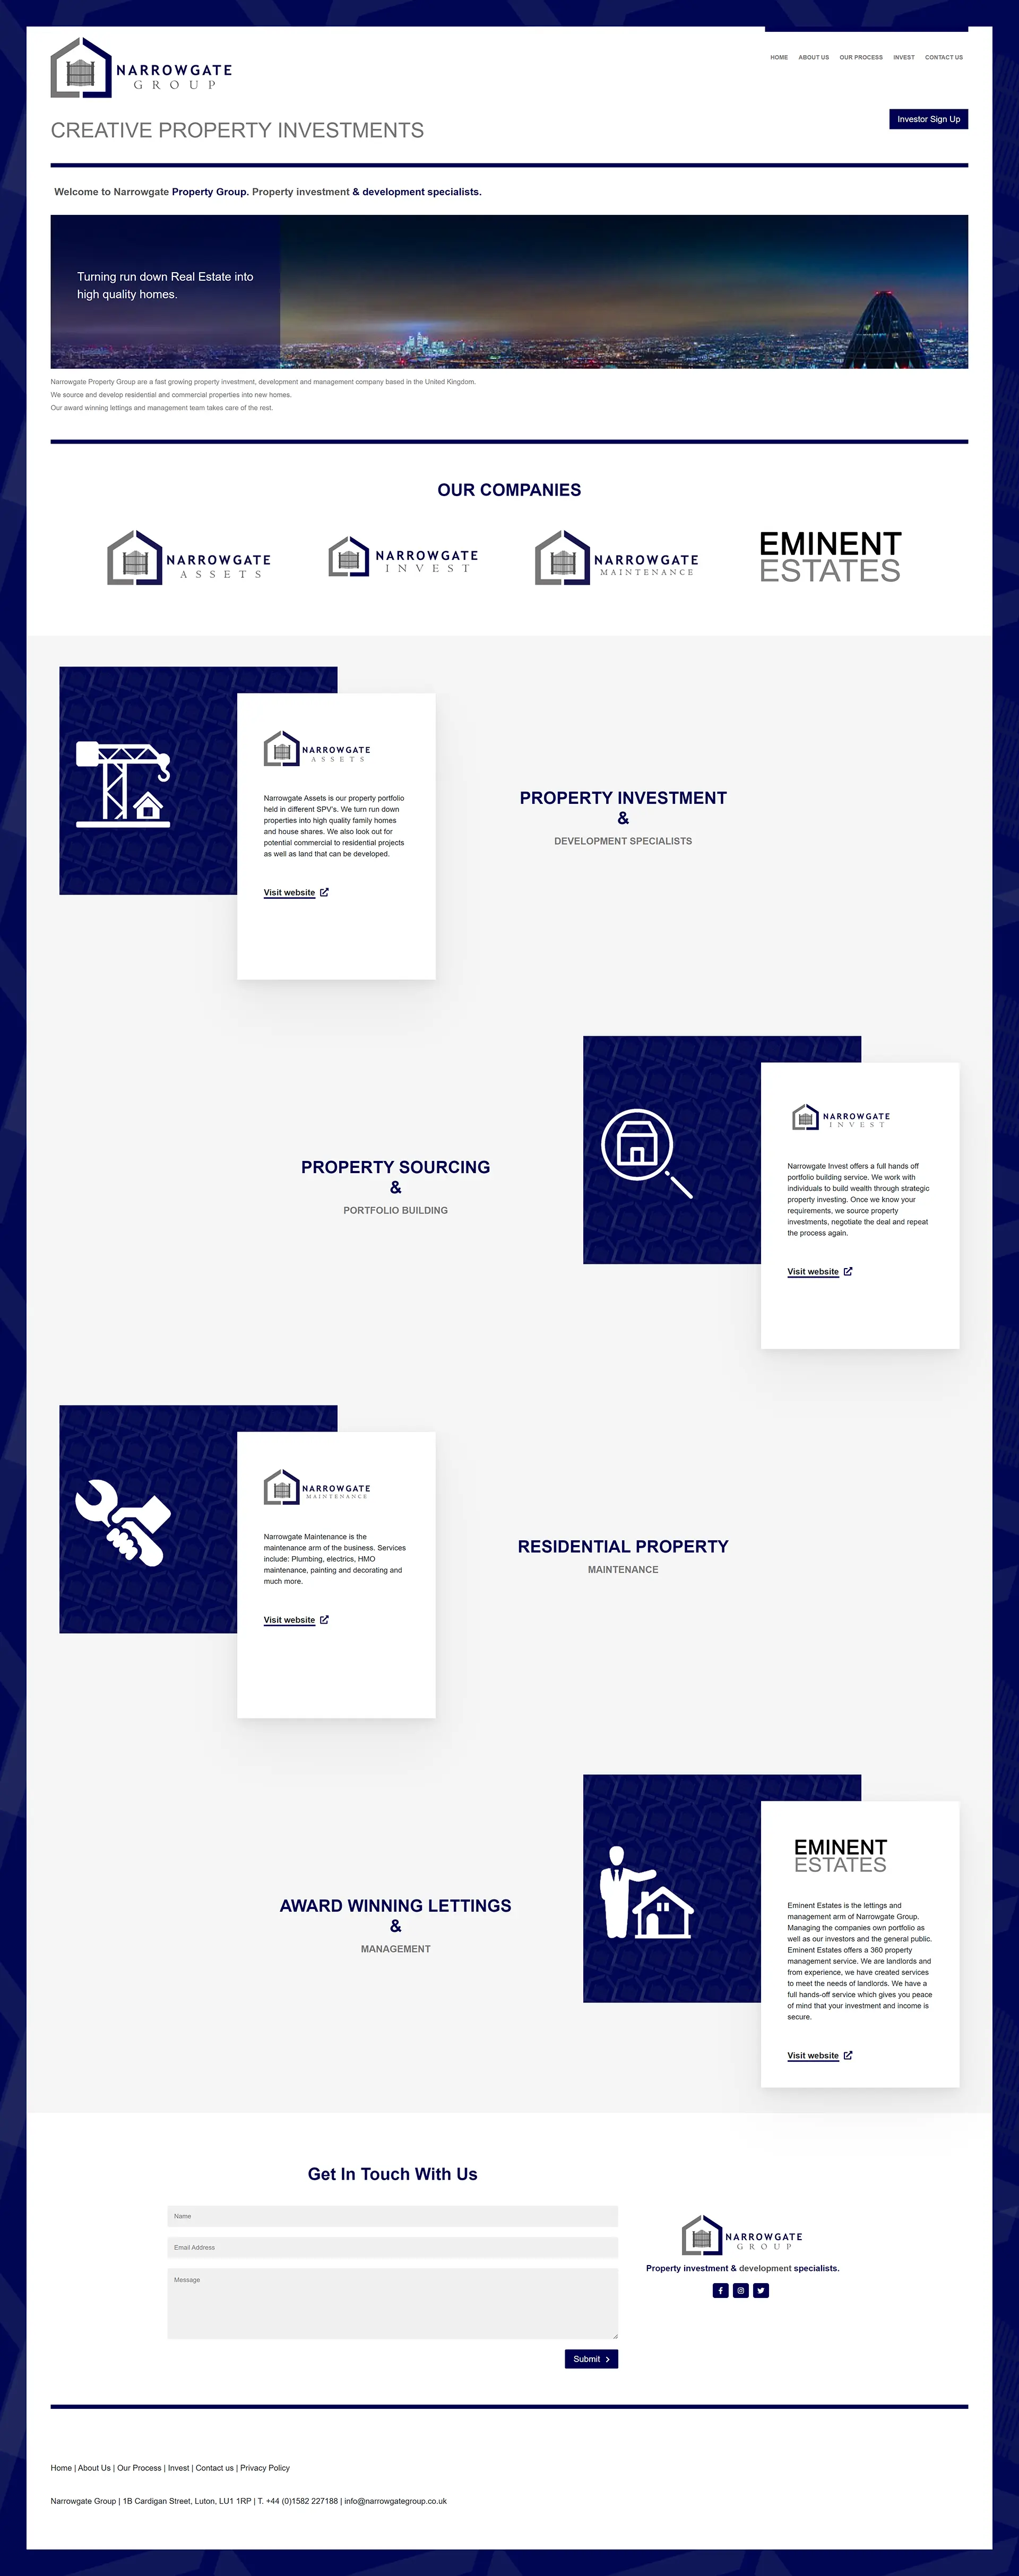 NARROWGATE
GROUP
HOME ABOUT US OUR PROCESS INVEST CONTACT US
CREATIVE PROPERTY INVESTMENTS
Investor Sign Up
Welcome to Narrowgate Property Group. Property investment & development specialists.
Turning run down Real Estate into
high quality homes.
Narrowgate Property Group are a fast growing property investment, development and management company based in the United Kingdom.
We source and develop residential and commercial properties into new homes.
Our award winning lettings and management team takes care of the rest.
OUR COMPANIES
NARROWGATE
ASSETS
NARROWGATE
INVEST
NARROWGATE
MAINTENANCE
EMINENT
ESTATES
NARROWGATE
ASSETS
Narrowgate Assets is our property portfolio
held in different SPV's. We turn run down
properties into high quality family homes
and house shares. We also look out for
potential commercial to residential projects
as well as land that can be developed.
Visit website
PROPERTY INVESTMENT
&
DEVELOPMENT SPECIALISTS
PROPERTY SOURCING
&
PORTFOLIO BUILDING
NARROWGATE
INVEST
Narrowgate Invest offers a full hands off
portfolio building service. We work with
individuals to build wealth through strategic
property investing. Once we know your
requirements, we source property
investments, negotiate the deal and repeat
the process again.
Visit website
NARROWGATE
MAINTENANCE
Narrowgate Maintenance is the
maintenance arm of the business. Services
include: Plumbing, electrics, HMO
maintenance, painting and decorating and
much more.
Visit website
RESIDENTIAL PROPERTY
MAINTENANCE
AWARD WINNING LETTINGS
&
MANAGEMENT
EMINENT
ESTATES
Eminent Estates is the lettings and
management arm of Narrowgate Group.
Managing the companies own portfolio as
well as our investors and the general public.
Eminent Estates offers a 360 property
management service. We are landlords and
from experience, we have created services
to meet the needs of landlords. We have a
full hands-off service which gives you peace
of mind that your investment and income is
secure.
Visit website
Get In Touch With Us
Name
Email Address
Message
Submit
NARROWGATE
GROUP
Property investment & development specialists.
Home | About Us | Our Process | Invest | Contact us | Privacy Policy
Narrowgate Group | 1B Cardigan Street, Luton, LU1 1RP | T. +44 (0)1582 227188 | info@narrowgategroup.co.uk